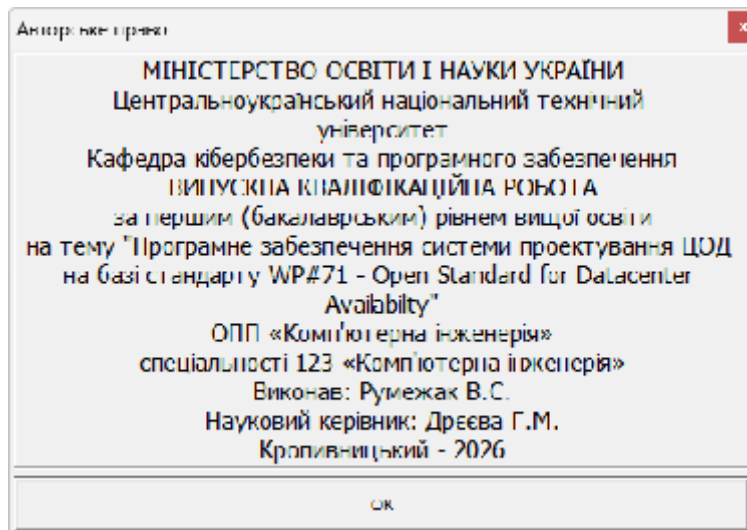 Авторське право
МІНІСТЕРСТВО ОСВІТИ І НАУКИ УКРАЇНИ
Центральноукраїнський національний технічний
університет
Кафедра кібербезпеки та програмного забезпечення
ВИПУСКНА КВАЛІФІКАЦІЙНА РОБОТА
за першим (бакалаврським) рівнем вищої освіти
на тему "Програмне забезпечення системи проектування ЦОД
на базі стандарту WP#71 - Open Standard for Datacenter
Availabilty"
ОПП «Комп'ютерна інженерія»
спеціальності 123 «Комп'ютерна інженерія»
Виконав: Румежак В.С.
Науковий керівник: Дрєєва Г.М.
Кропивницький - 2026
OK